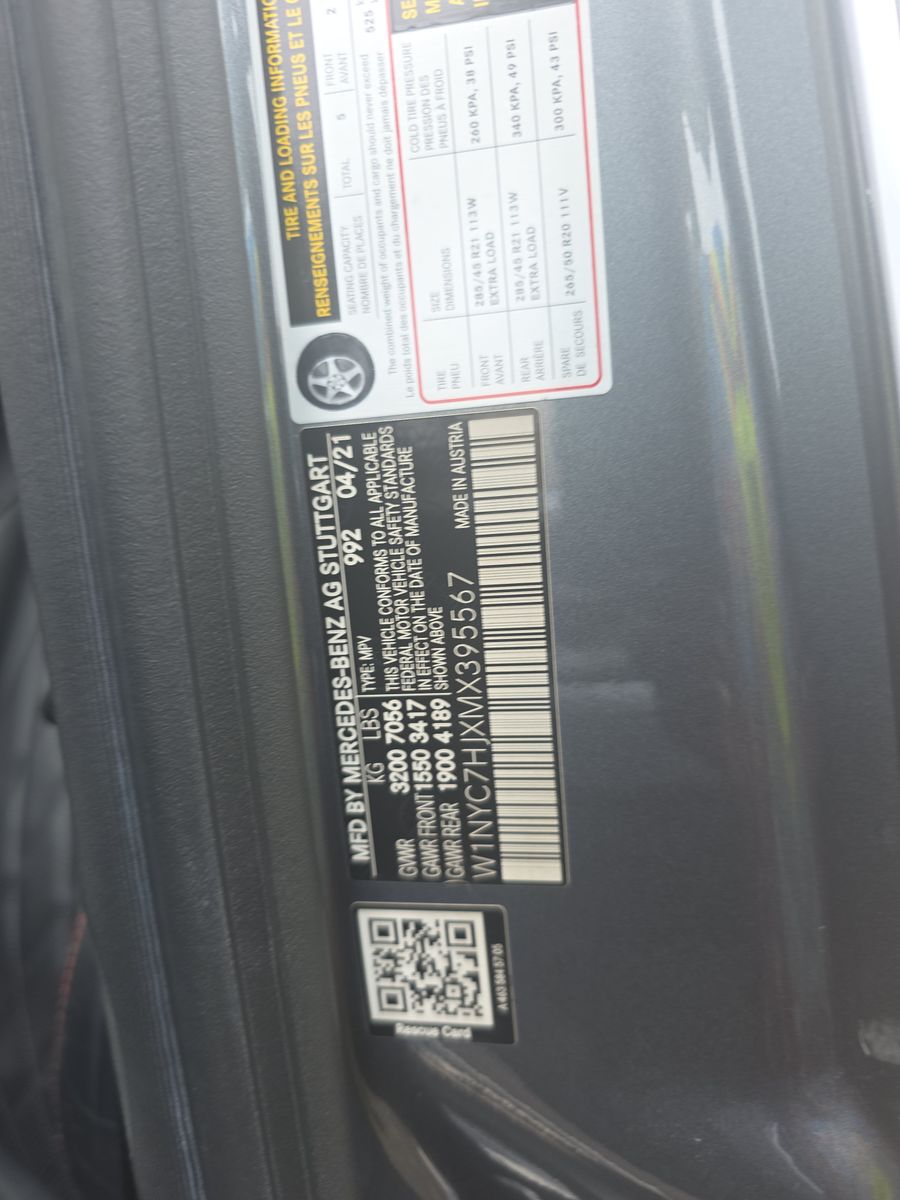 Rescue Card
A 463 584 57 05
MFD BY MERCEDES-BENZ AG STUTTGART
KG LBS TYPE: MPV 992 04/21
GVWR 3200 7056
GAWR FRONT 1550 3417
GAWR REAR 1900 4189
THIS VEHICLE CONFORMS TO ALL APPLICABLE
FEDERAL MOTOR VEHICLE SAFETY STANDARDS
IN EFFECT ON THE DATE OF MANUFACTURE
SHOWN ABOVE
MADE IN AUSTRIA
W1NYC7HJXMX395567
TIRE AND LOADING INFORMATIO
RENSEIGNEMENTS SUR LES PNEUS ET LE C
SEATING CAPACITY TOTAL 5 FRONT 2
NOMBRE DE PLACES AVANT
The combined weight of occupants and cargo should never exceed 525
Le poids total des occupants et du chargement ne doit jamais dépasser
TIRE SIZE COLD TIRE PRESSURE
PNEU DIMENSIONS PRESSION DES
PNEUS À FROID
FRONT 285/45 R21 113W 260 KPA, 38 PSI
AVANT EXTRA LOAD
REAR 285/45 R21 113W 340 KPA, 49 PSI
ARRIÈRE EXTRA LOAD
SPARE 265/50 R20 111V 300 KPA, 43 PSI
DE SECOURS
SE